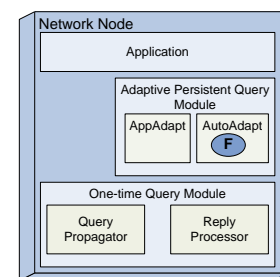 Network Node
Application
Adaptive Persistent Query
Module
AppAdapt
AutoAdapt
F
One-time Query Module
Query
Propagator
Reply
Processor